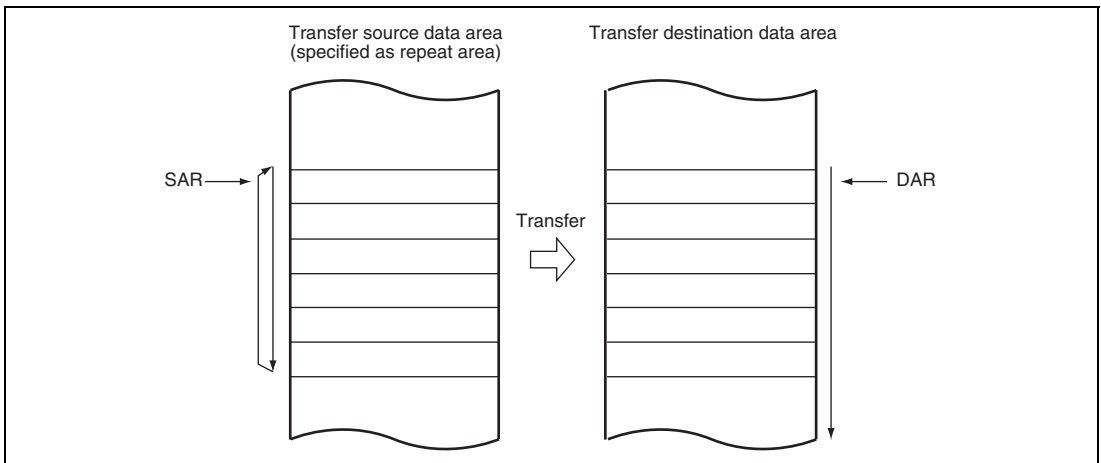 Transfer source data area
(specified as repeat area)
Transfer destination data area
SAR
Transfer
DAR